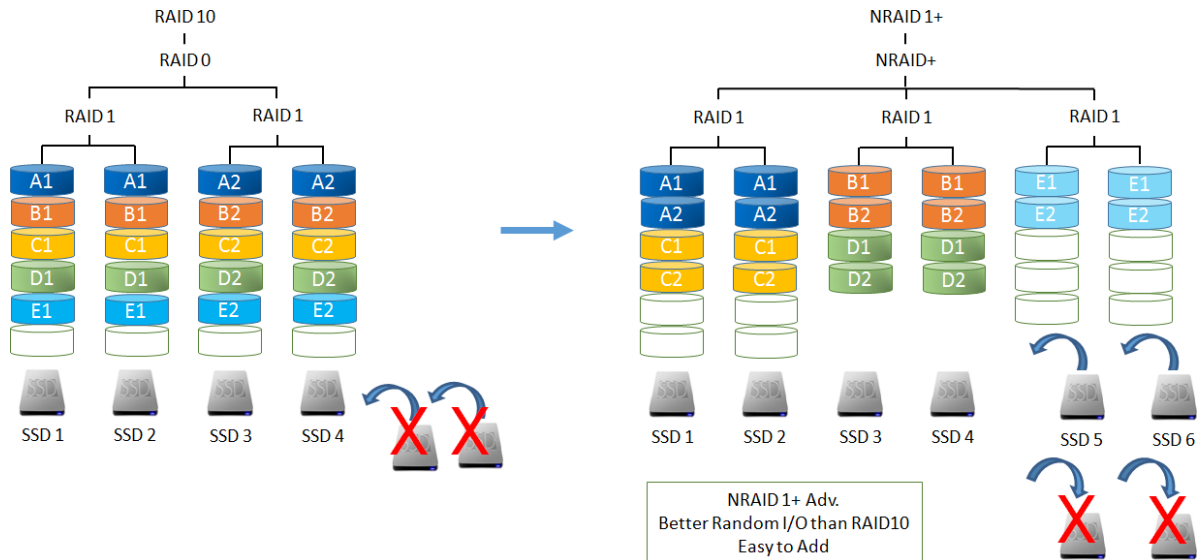 RAID 10
RAID 0
RAID 1 RAID 1
A1 A1 A2 A2
B1 B1 B2 B2
C1 C1 C2 C2
D1 D1 D2 D2
E1 E1 E2 E2
SSD SSD SSD SSD
SSD 1 SSD 2 SSD 3 SSD 4
NRAID 1+
NRAID+
RAID 1 RAID 1 RAID 1
A1 A1 B1 B1 E1 E1
A2 A2 B2 B2 E2 E2
C1 C1 D1 D1
C2 C2 D2 D2
SSD SSD SSD SSD SSD SSD
SSD 1 SSD 2 SSD 3 SSD 4 SSD 5 SSD 6
NRAID 1+ Adv.
Better Random I/O than RAID10
Easy to Add